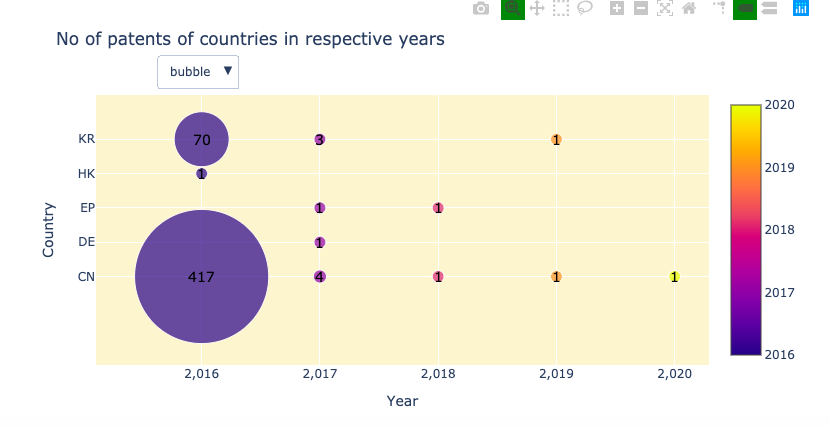 No of patents of countries in respective years
bubble
2020
KR 70 3 1
2019
HK 1
Country
EP 1 1
2018
DE 1
CN 417 4 1 1 1
2017
2016
2,016 2,017 2,018 2,019 2,020
Year